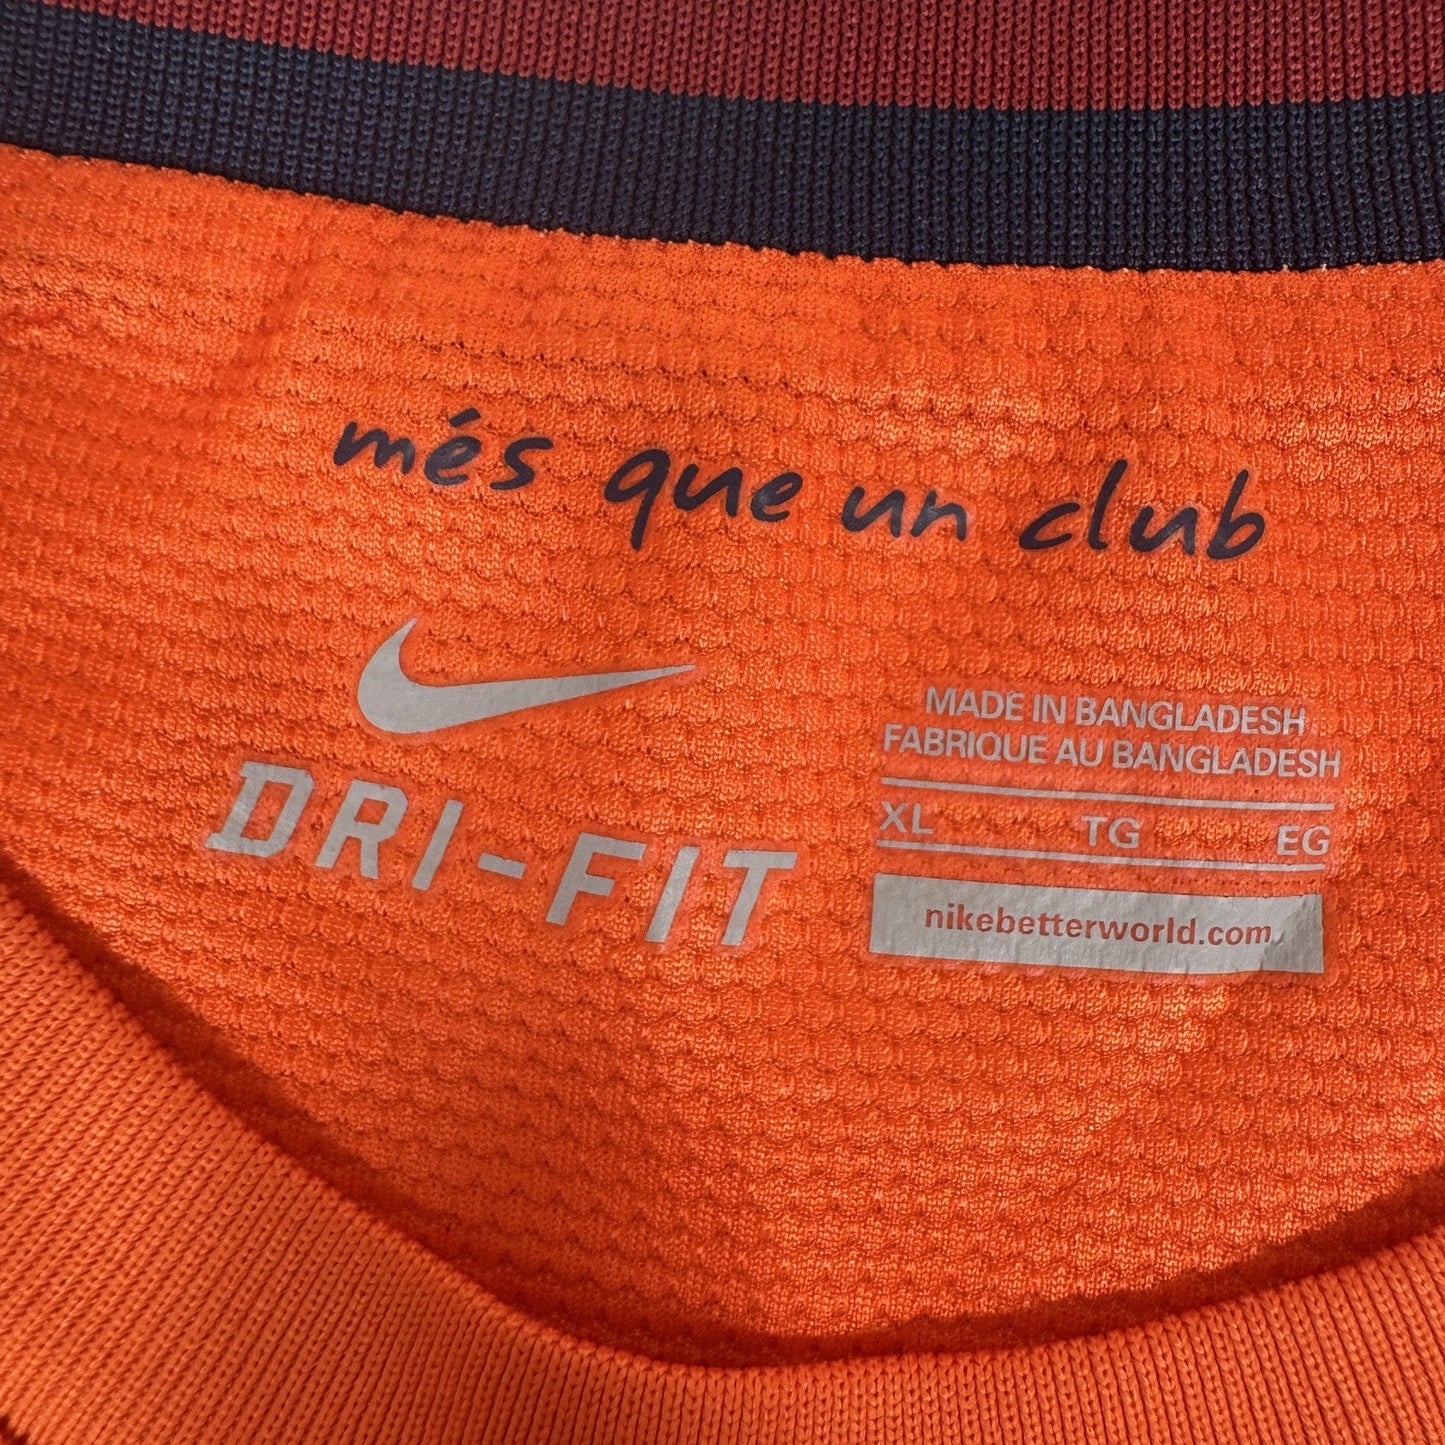 més que un club
DRI-FIT
MADE IN BANGLADESH
FABRIQUE AU BANGLADESH
XL TG EG
nikebetterworld.com